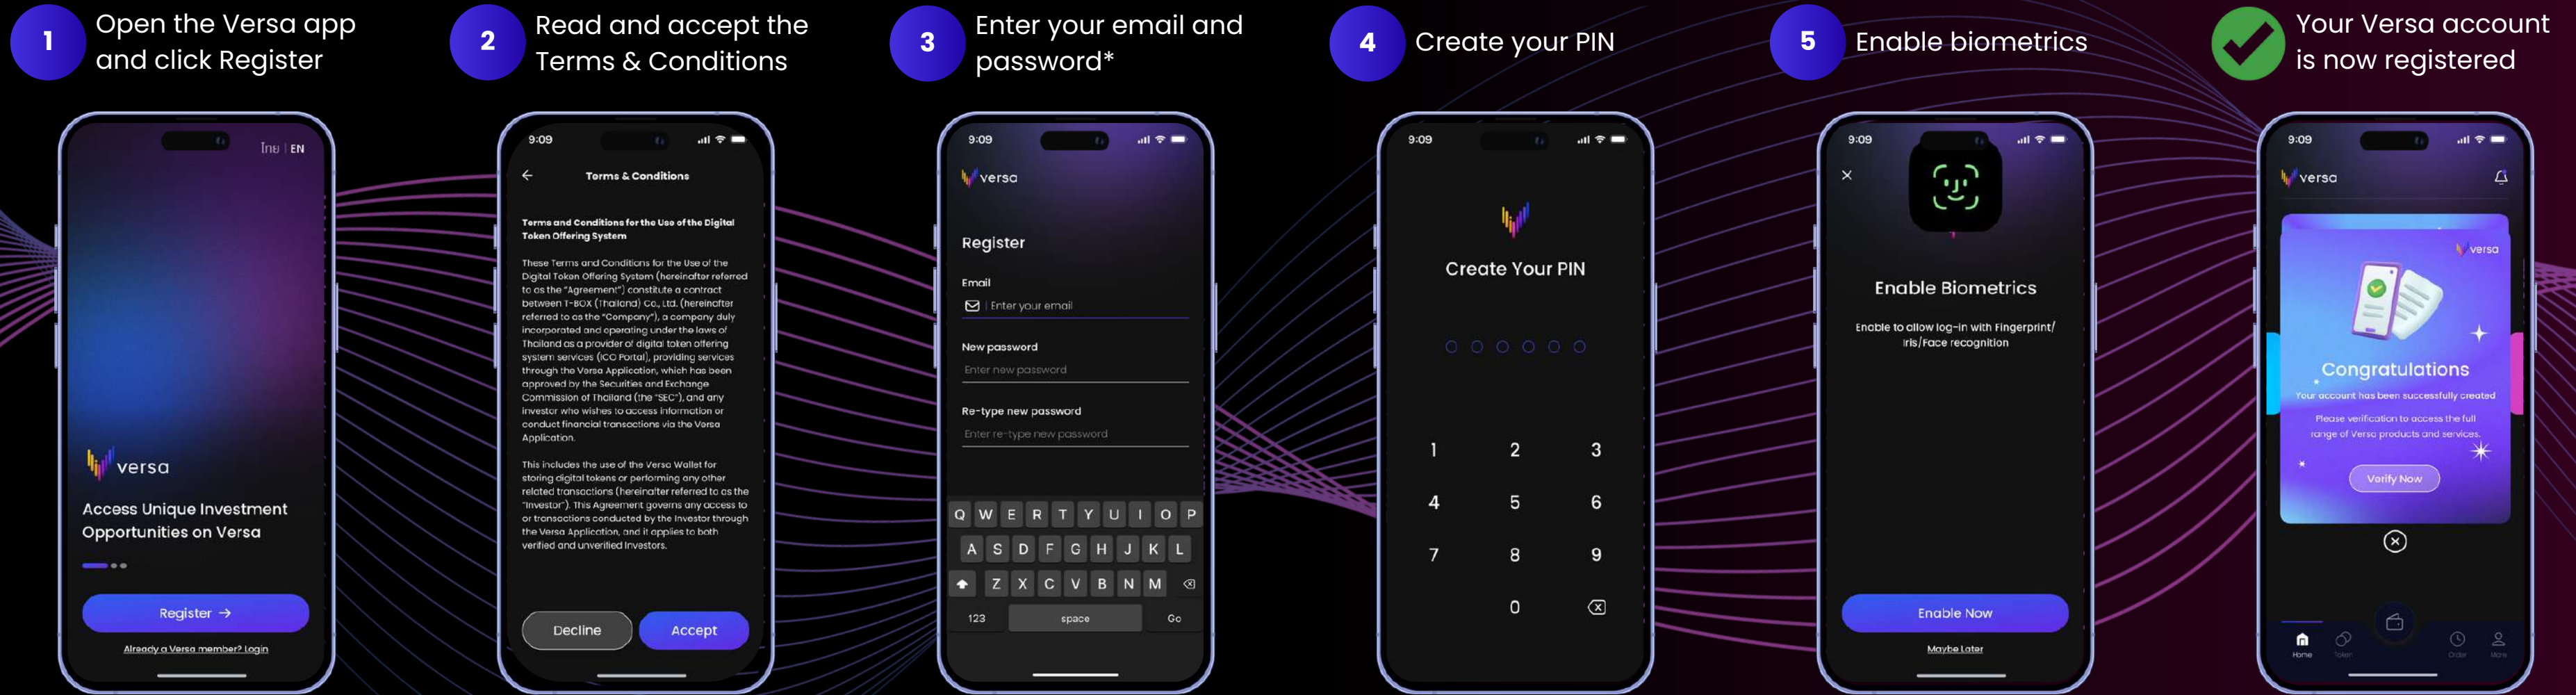 1
Open the Versa app
and click Register
2
Read and accept the
Terms & Conditions
3
Enter your email and
password*
4
Create your PIN
5
Enable biometrics
Your Versa account
is now registered
ไทย | EN
versa
Access Unique Investment
Opportunities on Versa
Register →
Already a Versa member? Login
9:09
Terms & Conditions
Terms and Conditions for the Use of the Digital
Token Offering System
These Terms and Conditions for the Use of the
Digital Token Offering System (hereinafter referred
to as the "Agreement") constitute a contract
between T-BOX (Thailand) Co., Ltd. (hereinafter
referred to as the "Company"), a company duly
incorporated and operating under the laws of
Thailand as a provider of digital token offering
system services (ICO Portal), providing services
through the Versa Application, which has been
approved by the Securities and Exchange
Commission of Thailand (the "SEC"), and any
investor who wishes to access information or
conduct financial transactions via the Versa
Application.
This includes the use of the Versa Wallet for
storing digital tokens or performing any other
related transactions (hereinafter referred to as the
"Investor"). This Agreement governs any access to
or transactions conducted by the Investor through
the Versa Application, and it applies to both
verified and unverified Investors.
Decline
Accept
9:09
versa
Register
Email
Enter your email
New password
Enter new password
Re-type new password
Enter re-type new password
Q W E R T Y U I O P
A S D F G H J K L
Z X C V B N M
123 space Go
9:09
Create Your PIN
1 2 3
4 5 6
7 8 9
0
9:09
Enable Biometrics
Enable to allow log-in with Fingerprint/
Iris/Face recognition
Enable Now
Maybe Later
9:09
versa
versa
Congratulations
Your account has been successfully created
Please verification to access the full
range of Versa products and services.
Verify Now
Home Token Order More